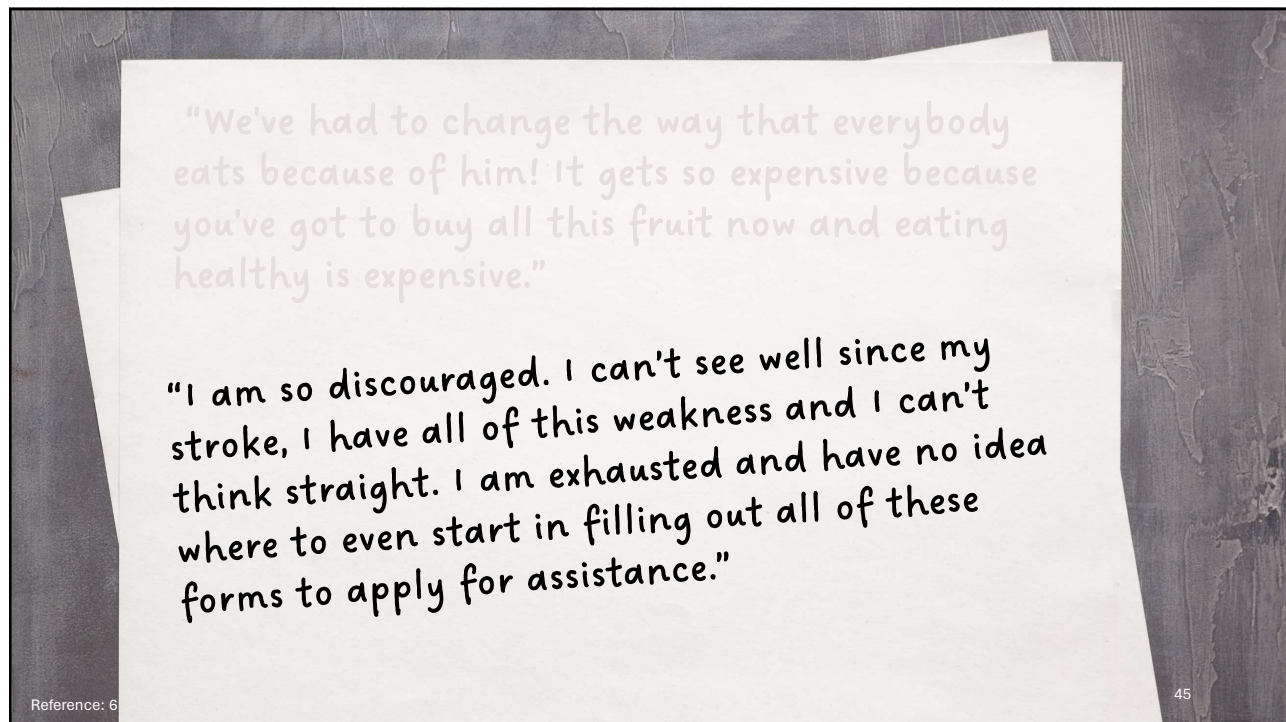 “We've had to change the way that everybody
eats because of him! It gets so expensive because
you've got to buy all this fruit now and eating
healthy is expensive.”
“I am so discouraged. I can't see well since my
stroke, I have all of this weakness and I can't
think straight. I am exhausted and have no idea
where to even start in filling out all of these
forms to apply for assistance.”
Reference: 6
45